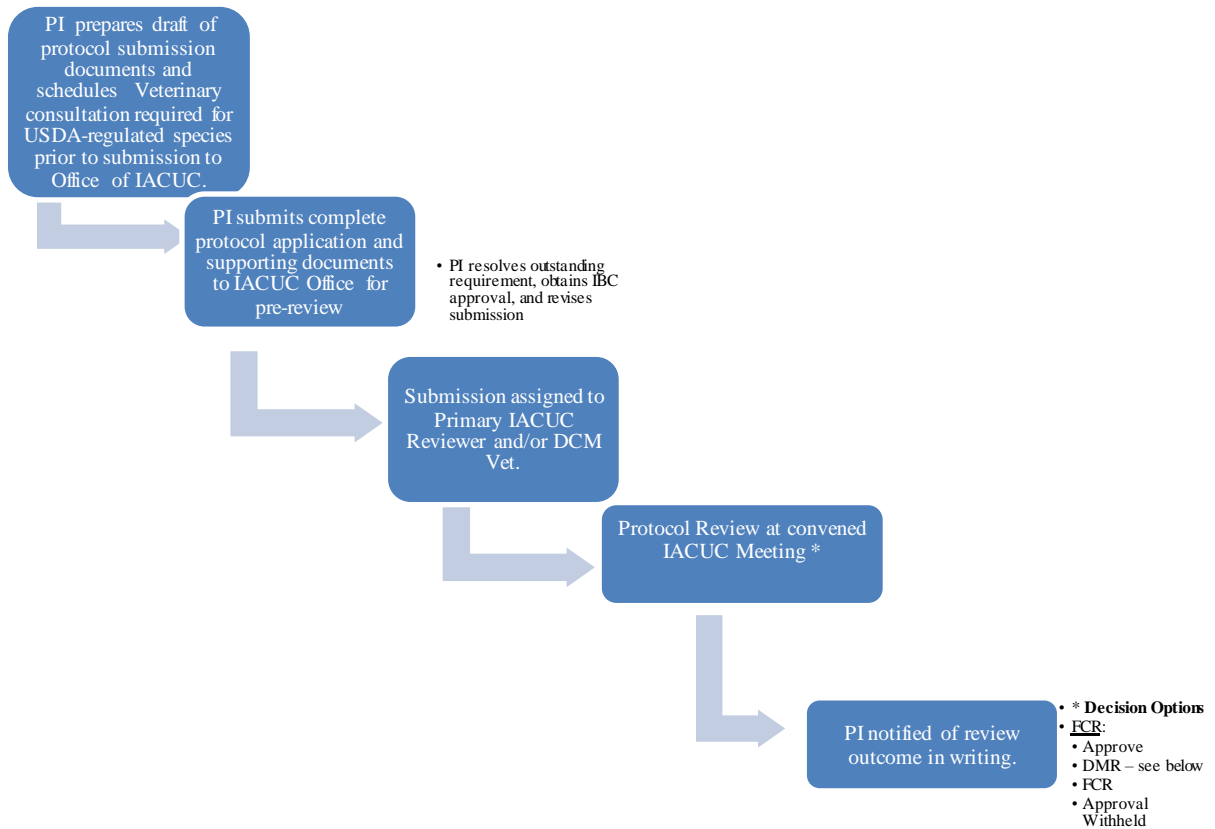 PI prepares draft of
protocol submission
documents and
schedules Veterinary
consultation required for
USDA-regulated species
prior to submission to
Office of IACUC.
PI submits complete
protocol application and
supporting documents
to IACUC Office for
pre-review
• PI resolves outstanding
requirement, obtains IBC
approval, and revises
submission
Submission assigned to
Primary IACUC
Reviewer and/or DCM
Vet.
Protocol Review at convened
IACUC Meeting *
PI notified of review
outcome in writing.
• * Decision Options
• FCR:
• Approve
• DMR – see below
• FCR
• Approval
Withheld